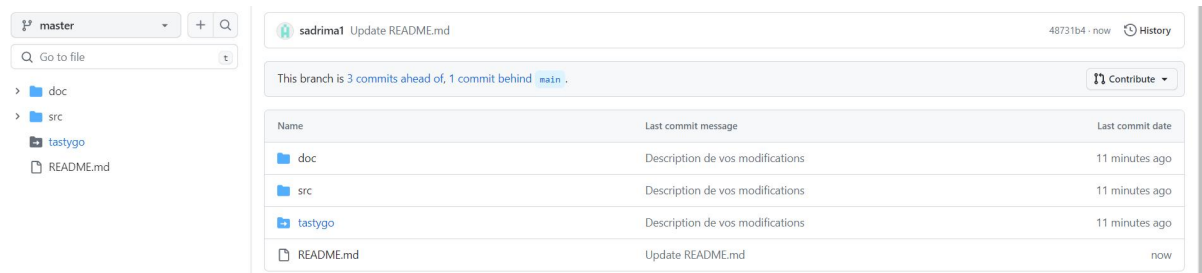 master
Go to file
t
doc
src
tastygo
README.md
sadrima1 Update README.md 48731b4 · now History
This branch is 3 commits ahead of, 1 commit behind main . Contribute
Name Last commit message Last commit date
doc Description de vos modifications 11 minutes ago
src Description de vos modifications 11 minutes ago
tastygo Description de vos modifications 11 minutes ago
README.md Update README.md now